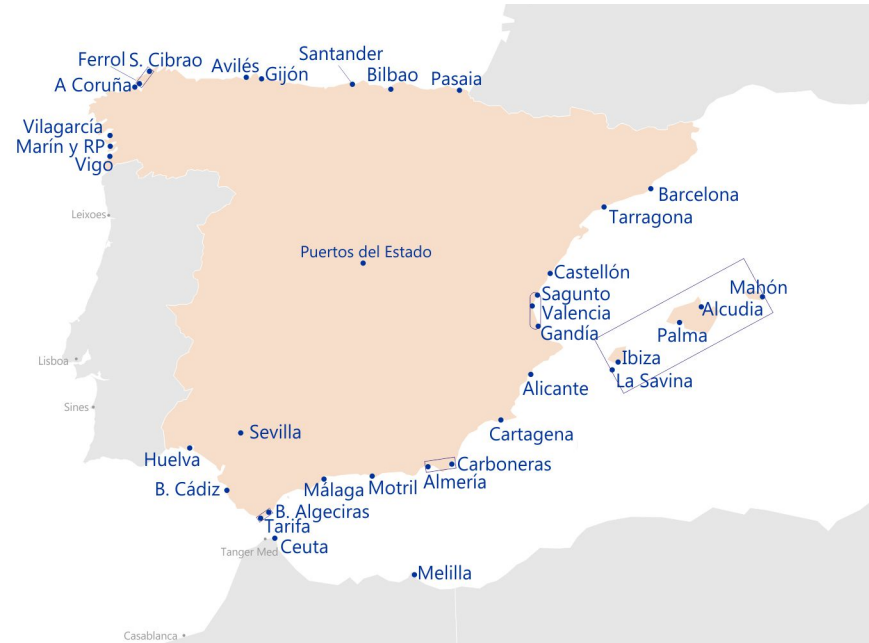 Santander
Ferrol S. Cibrao
Avilés
Gijón
Bilbao
Pasaia
A Coruña
Vilagarcía
Marín y RP
Vigo
Leixoes
Barcelona
Tarragona
Puertos del Estado
Castellón
Sagunto
Valencia
Gandía
Mahón
Alcudia
Palma
Ibiza
La Savina
Lisboa
Alicante
Sines
Cartagena
Sevilla
Huelva
Carboneras
Almería
B. Cádiz
Málaga
Motril
B. Algeciras
Tarifa
Tanger Med
Ceuta
Melilla
Casablanca